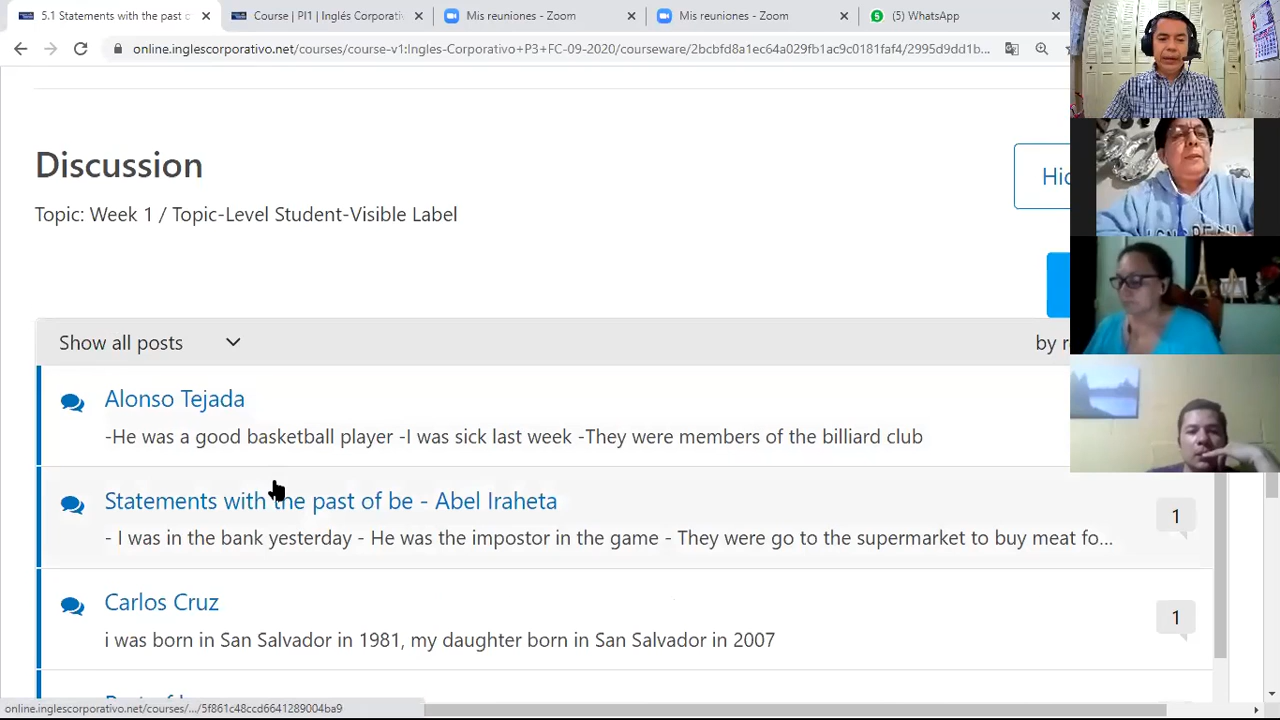 5.1 Statements with the past o
Course | PI1 | Inglés Corporati
Mis reuniones - Zoom
Mis reuniones - Zoom
(5) WhatsApp
online.inglescorporativo.net/courses/course-v1:Ingles-Corporativo+P3+FC-09-2020/courseware/2bcbfd8a1ec64a029fb1ac9c0181faf4/2995d9dd1b...
Discussion
Hid
Topic: Week 1 / Topic-Level Student-Visible Label
Show all posts
by r
Alonso Tejada
-He was a good basketball player -I was sick last week -They were members of the billiard club
Statements with the past of be - Abel Iraheta
1
- I was in the bank yesterday - He was the impostor in the game - They were go to the supermarket to buy meat fo...
Carlos Cruz
1
i was born in San Salvador in 1981, my daughter born in San Salvador in 2007
online.inglescorporativo.net/courses/.../5f861c48ccd6641289004ba9